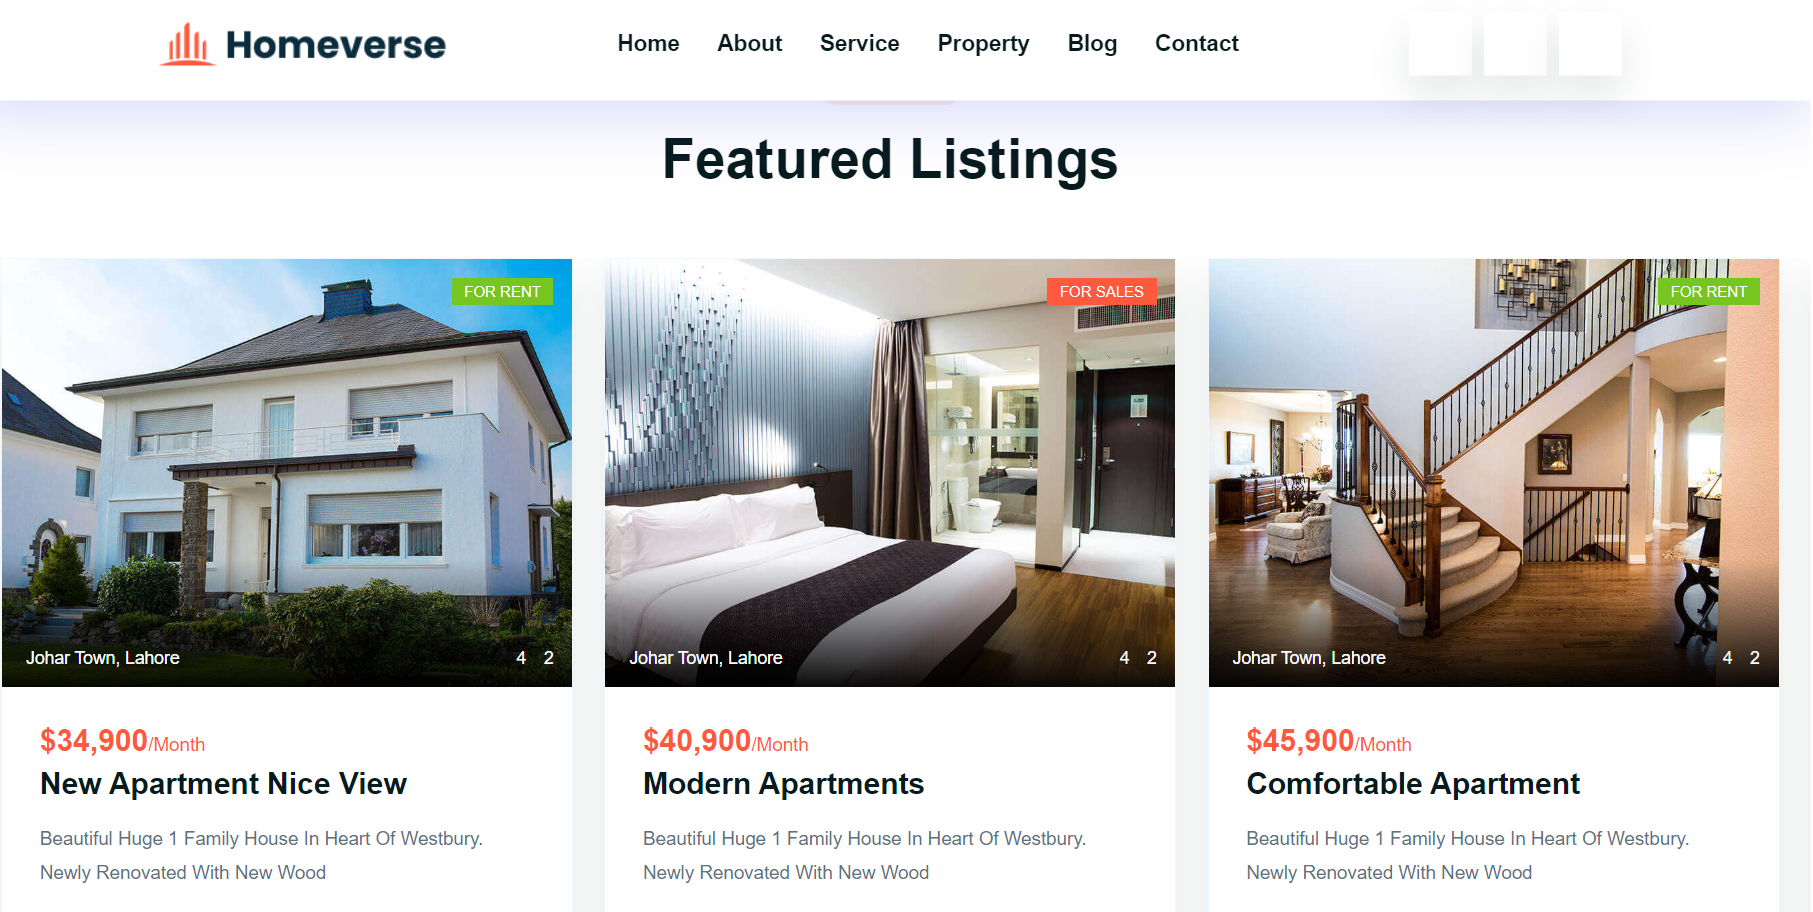 Homeverse
Home About Service Property Blog Contact
Featured Listings
FOR RENT
Johar Town, Lahore
4 2
$34,900/Month
New Apartment Nice View
Beautiful Huge 1 Family House In Heart Of Westbury.
Newly Renovated With New Wood
FOR SALES
Johar Town, Lahore
4 2
$40,900/Month
Modern Apartments
Beautiful Huge 1 Family House In Heart Of Westbury.
Newly Renovated With New Wood
FOR RENT
Johar Town, Lahore
4 2
$45,900/Month
Comfortable Apartment
Beautiful Huge 1 Family House In Heart Of Westbury.
Newly Renovated With New Wood